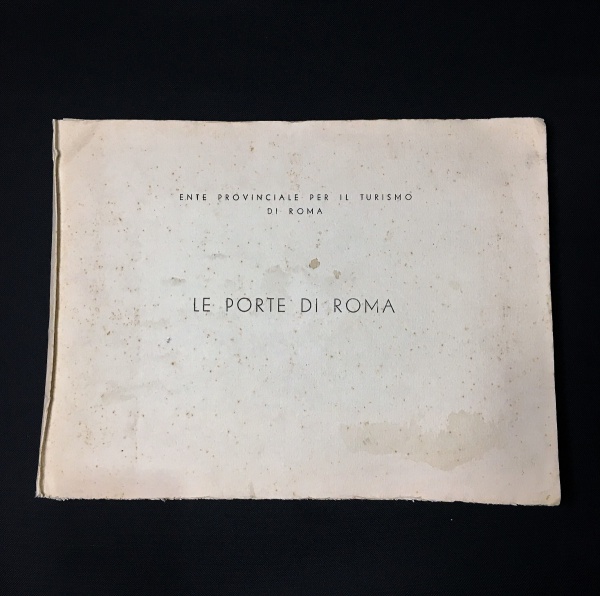 ENTE PROVINCIALE PER IL TURISMO
DI ROMA
LE PORTE DI ROMA